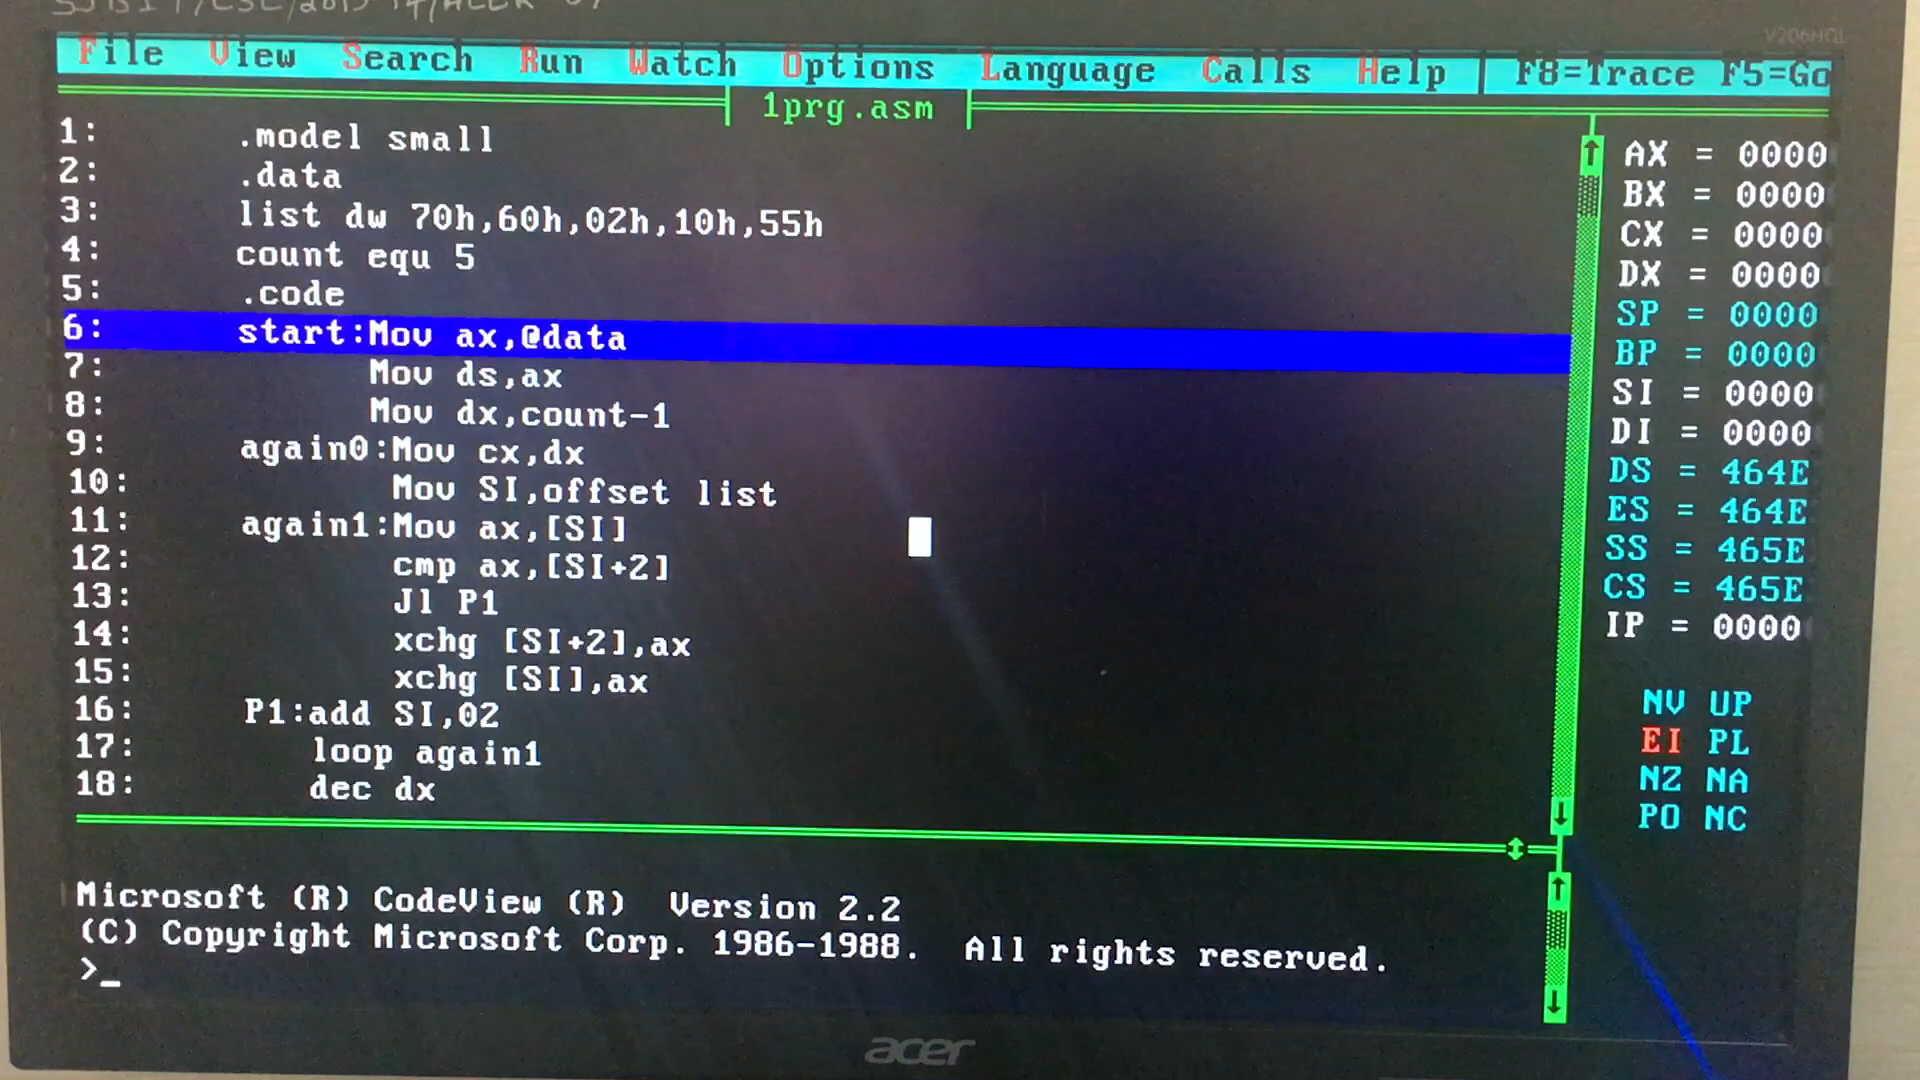 V206HQL
File View Search Run Watch Options Language Calls Help F8=Trace F5=Go
1prg.asm
1: .model small
2: .data
3: list dw 70h,60h,02h,10h,55h
4: count equ 5
5: .code
6: start:Mov ax,@data
7: Mov ds,ax
8: Mov dx,count-1
9: again0:Mov cx,dx
10: Mov SI,offset list
11: again1:Mov ax,[SI]
12: cmp ax,[SI+2]
13: Jl P1
14: xchg [SI+2],ax
15: xchg [SI],ax
16: P1:add SI,02
17: loop again1
18: dec dx
AX = 0000
BX = 0000
CX = 0000
DX = 0000
SP = 0000
BP = 0000
SI = 0000
DI = 0000
DS = 464E
ES = 464E
SS = 465E
CS = 465E
IP = 0000
NV UP
EI PL
NZ NA
PO NC
Microsoft (R) CodeView (R) Version 2.2
(C) Copyright Microsoft Corp. 1986-1988. All rights reserved.
>_
acer